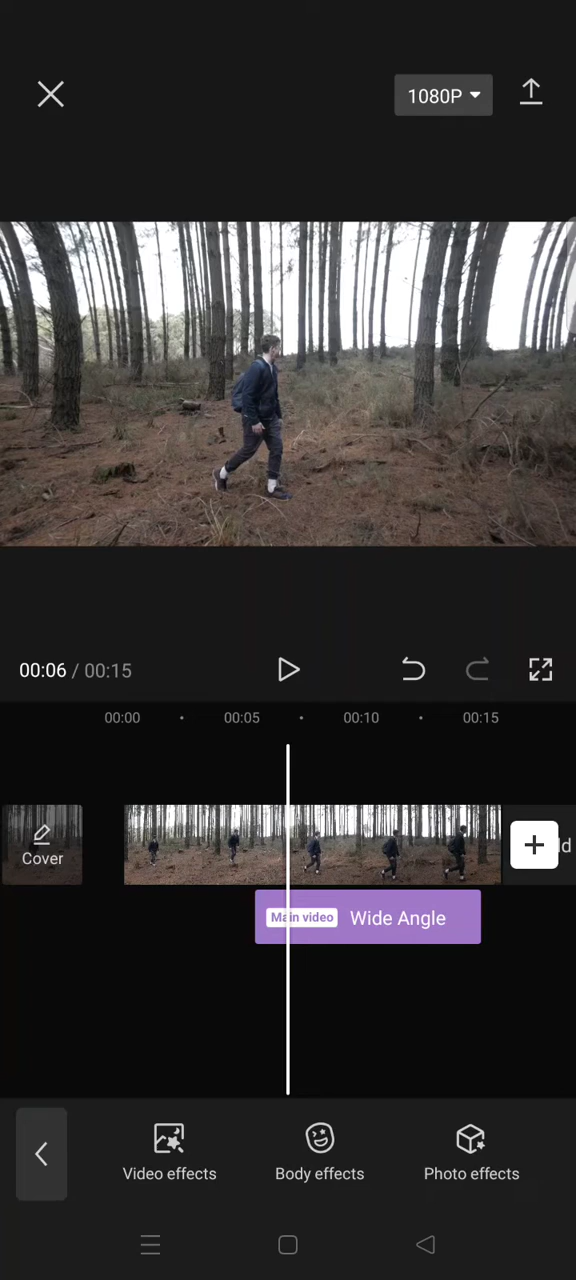 1080P
00:06 / 00:15
00:00 00:05 00:10 00:15
Cover
Main video Wide Angle
Video effects Body effects Photo effects